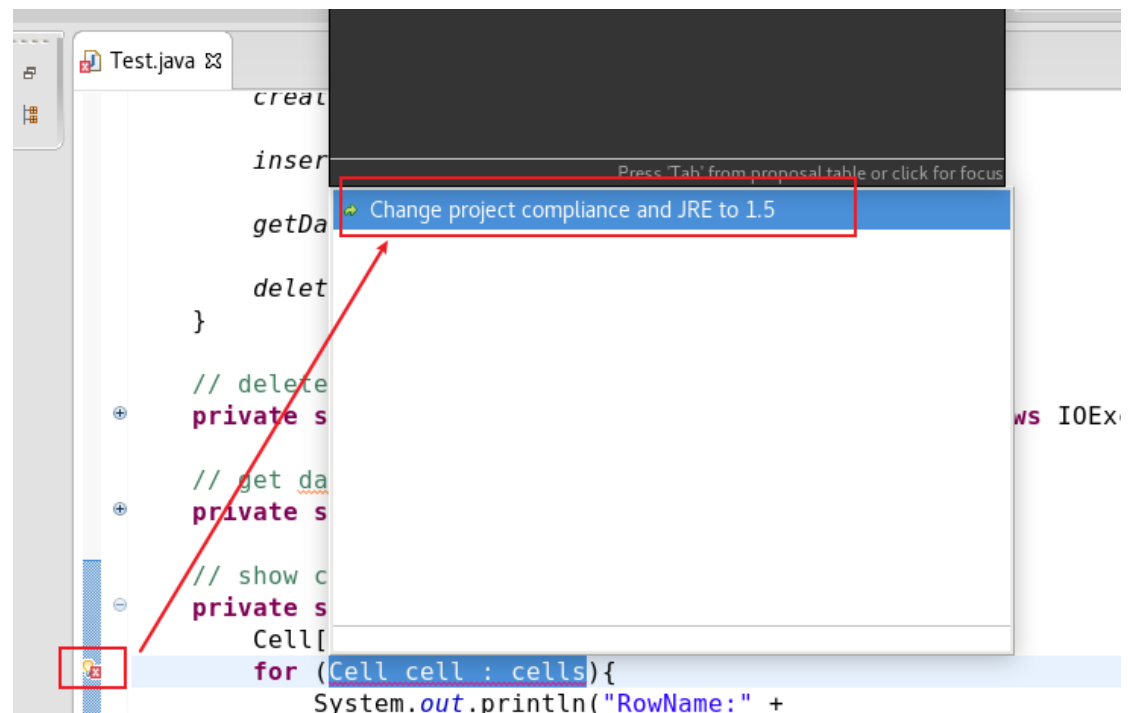 Test.java
creat
inser
Press 'Tab' from proposal table or click for focus
Change project compliance and JRE to 1.5
getDa
delet
}
// delete
private s ws IOEx
// get da
private s
// show c
private s
Cell[
for (Cell cell : cells){
System.out.println("RowName:" +